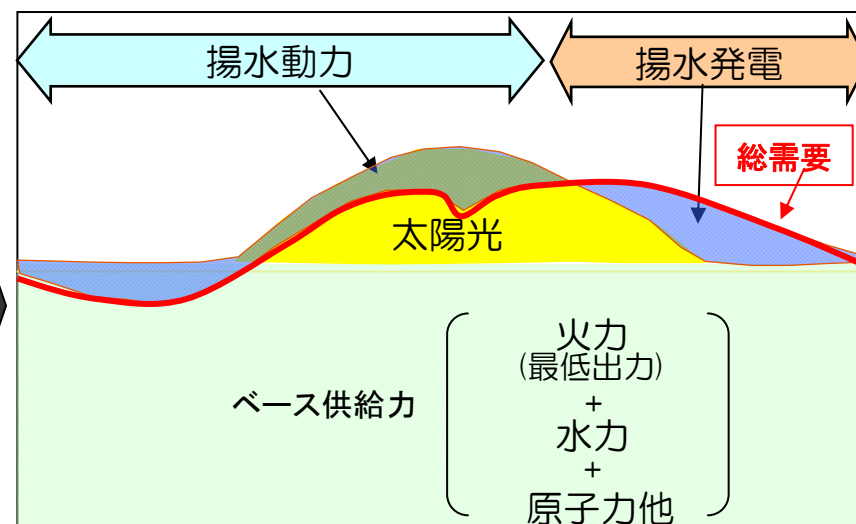 揚水動力
揚水発電
総需要
太陽光
ベース供給力
火力
(最低出力)
+
水力
+
原子力他